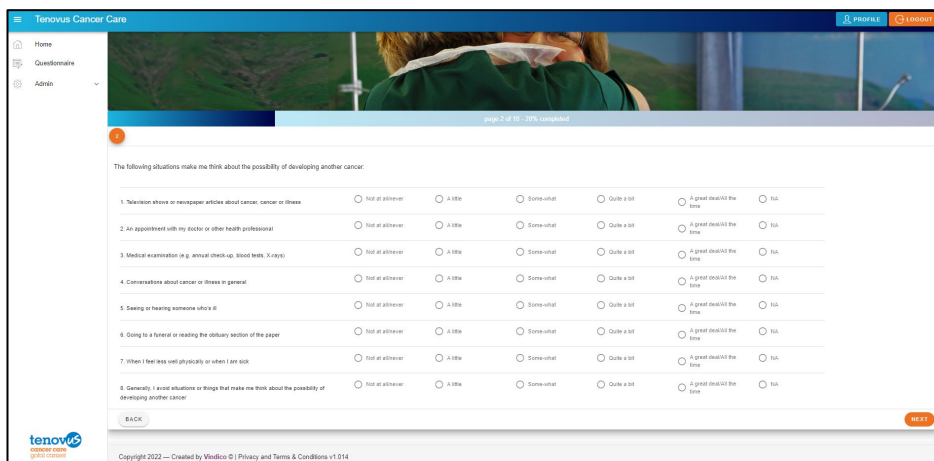 Tenovus Cancer Care
PROFILE
LOGOUT
Home
Questionnaire
Admin
page 2 of 10 - 20% completed
2
The following situations make me think about the possibility of developing another cancer:
1. Television shows or newspaper articles about cancer, cancer or illness
Not at all/never
A little
Some-what
Quite a bit
A great deal/All the
time
NA
2. An appointment with my doctor or other health professional
Not at all/never
A little
Some-what
Quite a bit
A great deal/All the
time
NA
3. Medical examination (e.g. annual check-up, blood tests, X-rays)
Not at all/never
A little
Some-what
Quite a bit
A great deal/All the
time
NA
4. Conversations about cancer or illness in general
Not at all/never
A little
Some-what
Quite a bit
A great deal/All the
time
NA
5. Seeing or hearing someone who's ill
Not at all/never
A little
Some-what
Quite a bit
A great deal/All the
time
NA
6. Going to a funeral or reading the obituary section of the paper
Not at all/never
A little
Some-what
Quite a bit
A great deal/All the
time
NA
7. When I feel less well physically or when I am sick
Not at all/never
A little
Some-what
Quite a bit
A great deal/All the
time
NA
8. Generally, I avoid situations or things that make me think about the possibility of
developing another cancer
Not at all/never
A little
Some-what
Quite a bit
A great deal/All the
time
NA
BACK
NEXT
tenovus
cancer care
gofal canser
Copyright 2022 — Created by Vindico © | Privacy and Terms & Conditions v1.014